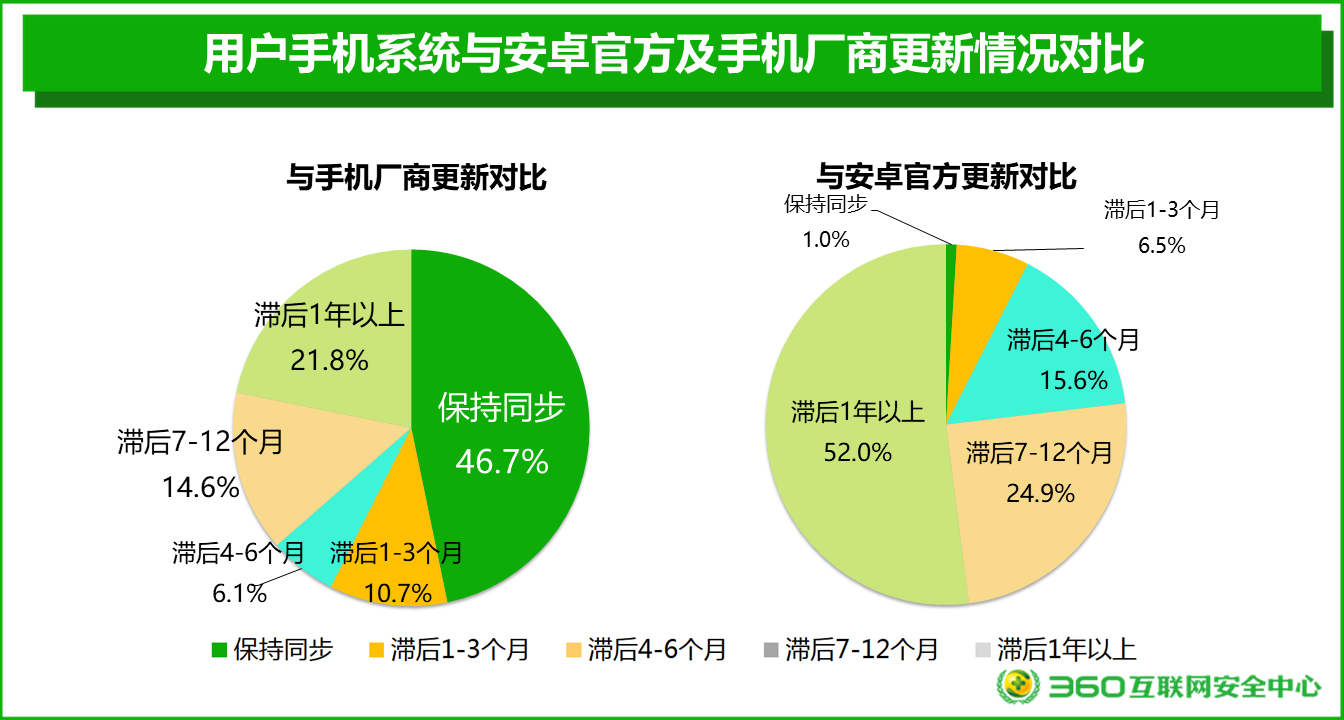 用户手机系统与安卓官方及手机厂商更新情况对比
与手机厂商更新对比
滞后1年以上
21.8%
保持同步
46.7%
滞后7-12个月
14.6%
滞后4-6个月
6.1%
滞后1-3个月
10.7%
与安卓官方更新对比
保持同步
1.0%
滞后1-3个月
6.5%
滞后4-6个月
15.6%
滞后1年以上
52.0%
滞后7-12个月
24.9%
保持同步 滞后1-3个月 滞后4-6个月 滞后7-12个月 滞后1年以上
360互联网安全中心